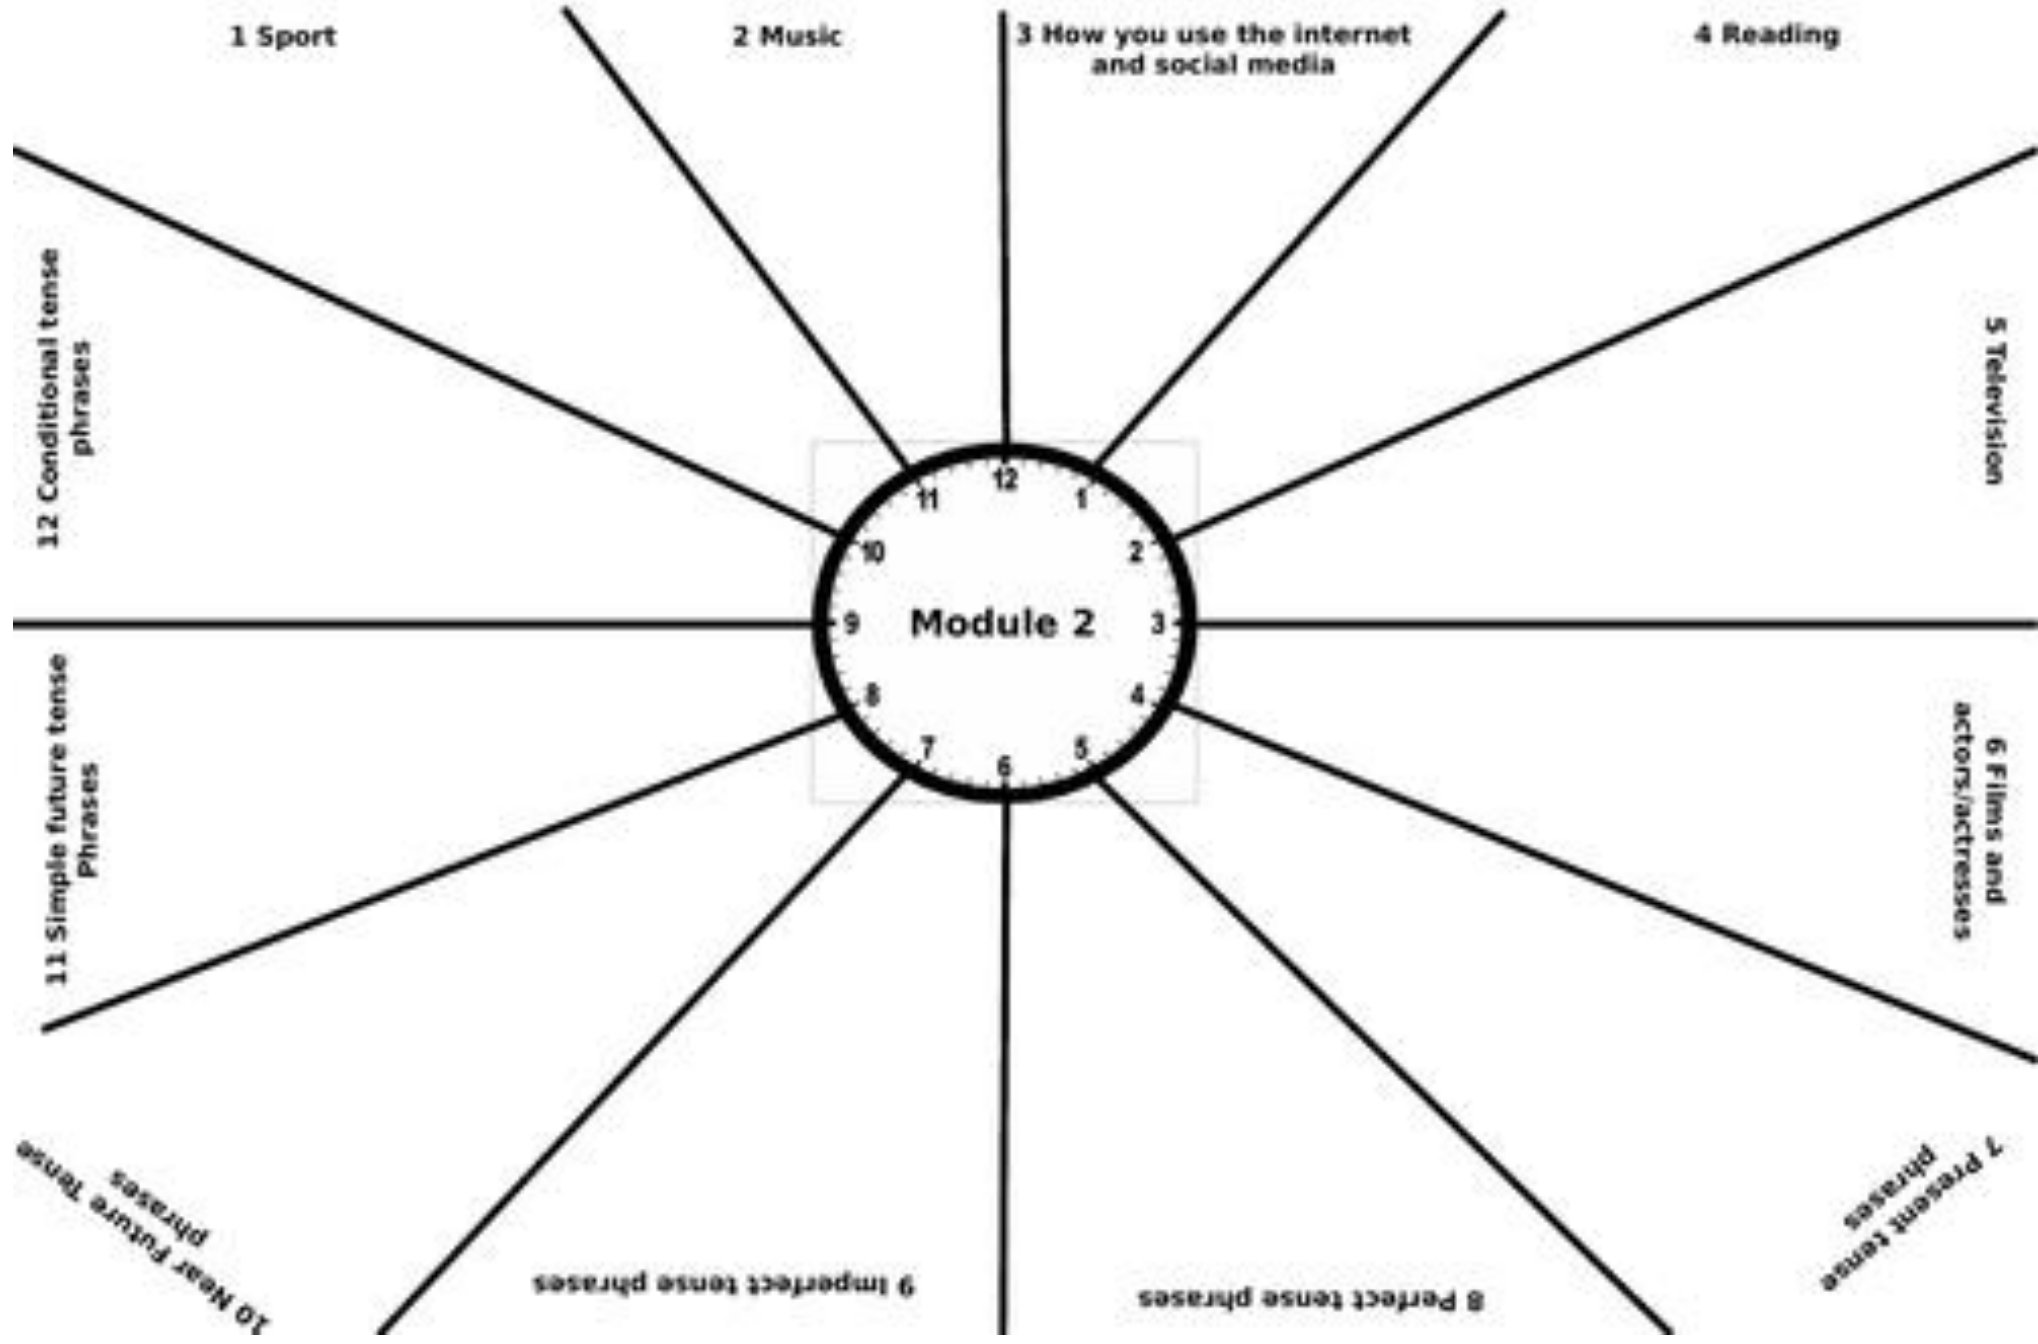 1 Sport
2 Music
3 How you use the internet
and social media
4 Reading
5 Television
6 Films and
actors/actresses
7 Present tense
phrases
8 Perfect tense phrases
9 Imperfect tense phrases
10 Near Future Tense
phrases
11 Simple future tense
Phrases
12 Conditional tense
phrases
12
1
2
3
4
5
6
7
8
9
10
11
Module 2